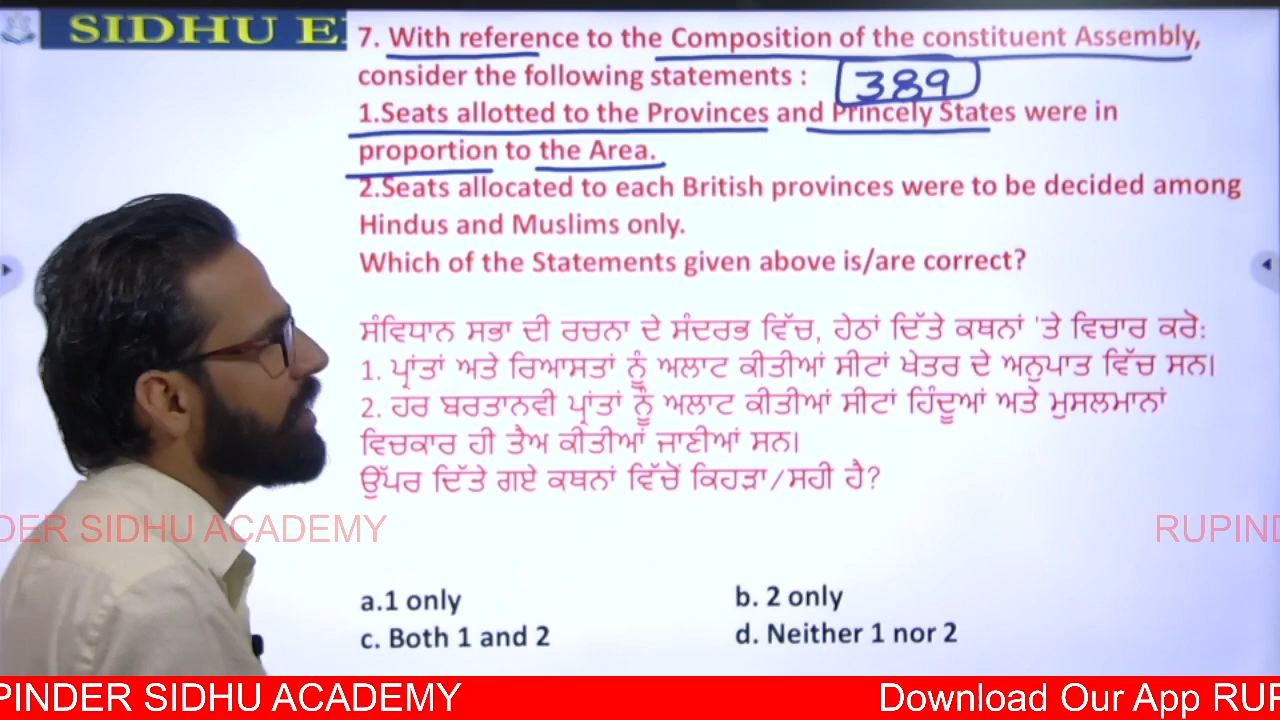 SIDHU E
7. With reference to the Composition of the constituent Assembly,
consider the following statements :
389
1.Seats allotted to the Provinces and Princely States were in
proportion to the Area.
2.Seats allocated to each British provinces were to be decided among
Hindus and Muslims only.
Which of the Statements given above is/are correct?
ਸੰਵਿਧਾਨ ਸਭਾ ਦੀ ਰਚਨਾ ਦੇ ਸੰਦਰਭ ਵਿੱਚ, ਹੇਠਾਂ ਦਿੱਤੇ ਕਥਨਾਂ 'ਤੇ ਵਿਚਾਰ ਕਰੋ:
1. ਪ੍ਰਾਂਤਾਂ ਅਤੇ ਰਿਆਸਤਾਂ ਨੂੰ ਅਲਾਟ ਕੀਤੀਆਂ ਸੀਟਾਂ ਖੇਤਰ ਦੇ ਅਨੁਪਾਤ ਵਿੱਚ ਸਨ।
2. ਹਰ ਬਰਤਾਨਵੀ ਪ੍ਰਾਂਤਾਂ ਨੂੰ ਅਲਾਟ ਕੀਤੀਆਂ ਸੀਟਾਂ ਹਿੰਦੂਆਂ ਅਤੇ ਮੁਸਲਮਾਨਾਂ
ਵਿਚਕਾਰ ਹੀ ਤੈਅ ਕੀਤੀਆਂ ਜਾਣੀਆਂ ਸਨ।
ਉੱਪਰ ਦਿੱਤੇ ਗਏ ਕਥਨਾਂ ਵਿੱਚੋਂ ਕਿਹੜਾ/ਸਹੀ ਹੈ?
NDER SIDHU ACADEMY RUPIND
a.1 only b. 2 only
c. Both 1 and 2 d. Neither 1 nor 2
PINDER SIDHU ACADEMY Download Our App RUP